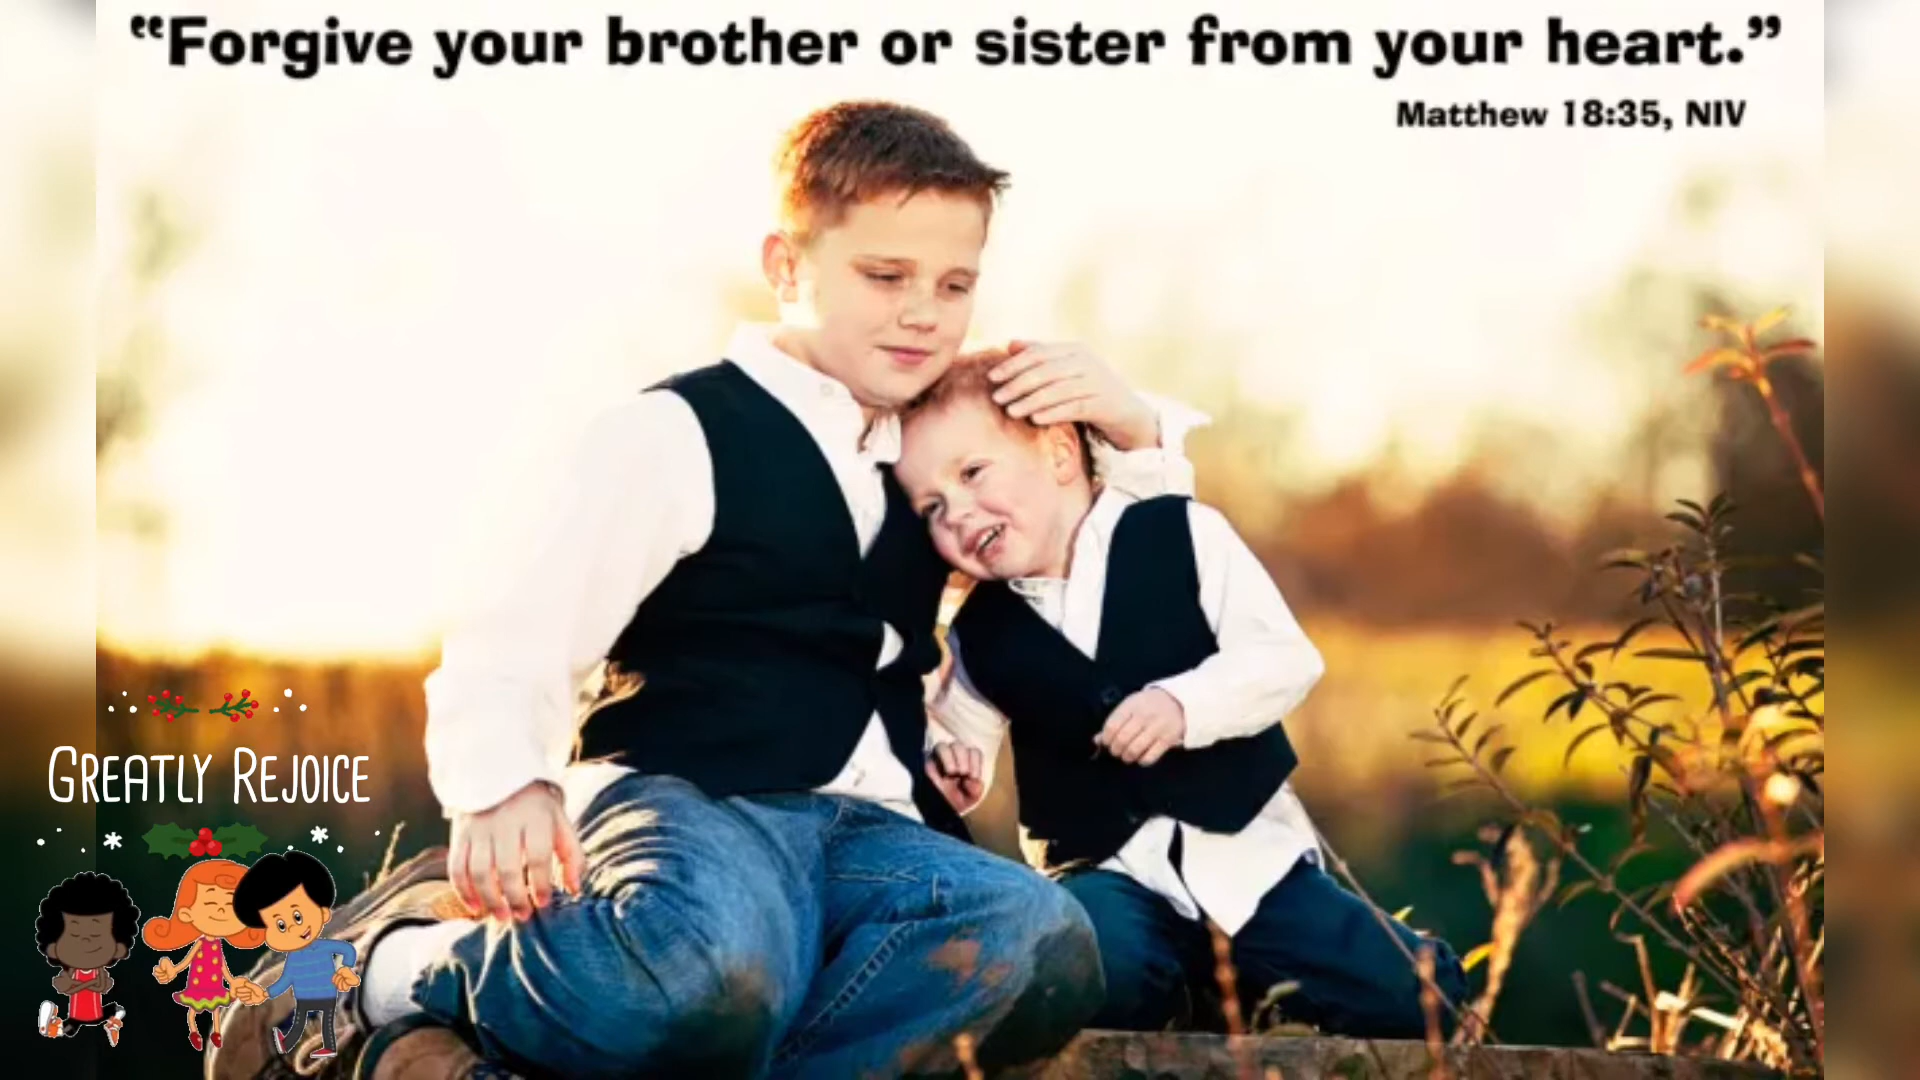 “Forgive your brother or sister from your heart.”
Matthew 18:35, NIV
GREATLY REJOICE